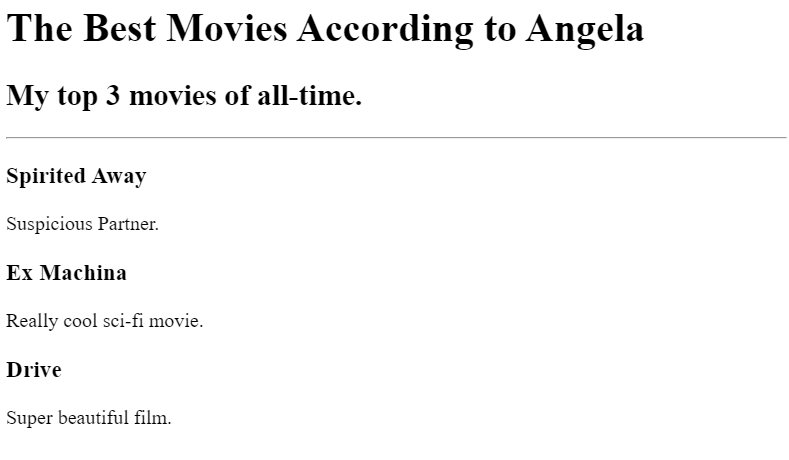 The Best Movies According to Angela
My top 3 movies of all-time.
Spirited Away
Suspicious Partner.
Ex Machina
Really cool sci-fi movie.
Drive
Super beautiful film.